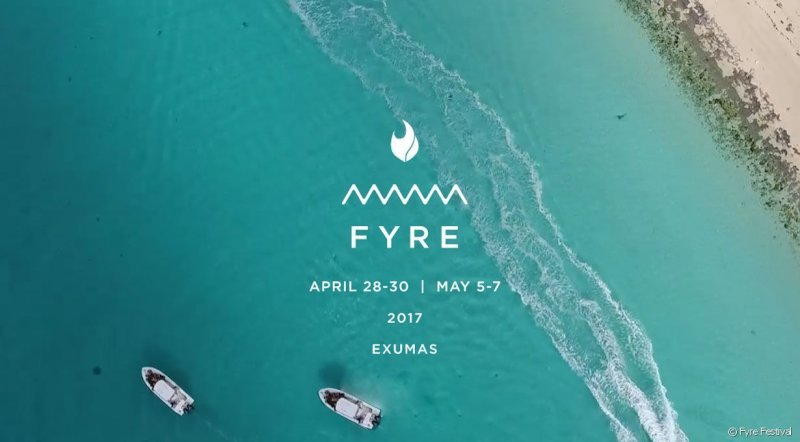 FYRE
APRIL 28-30 | MAY 5-7
2017
EXUMAS
© Fyre Festival